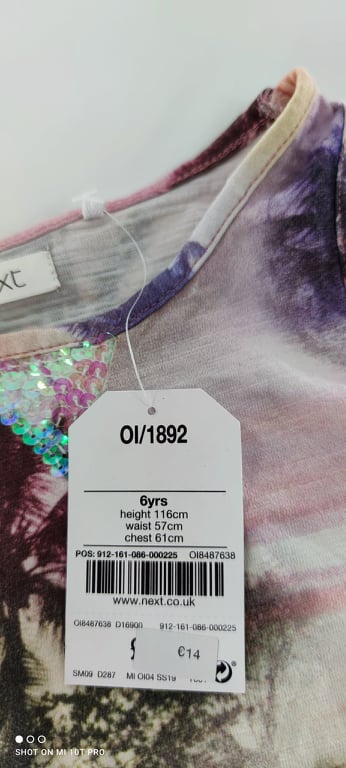 OI/1892
6yrs
height 116cm
waist 57cm
chest 61cm
POS: 912-161-086-000225 OI8487638
www.next.co.uk
OI8487638 D16900 912-161-086-000225
€14
SM09 D287 MI OI04 SS19
SHOT ON MI 10T PRO